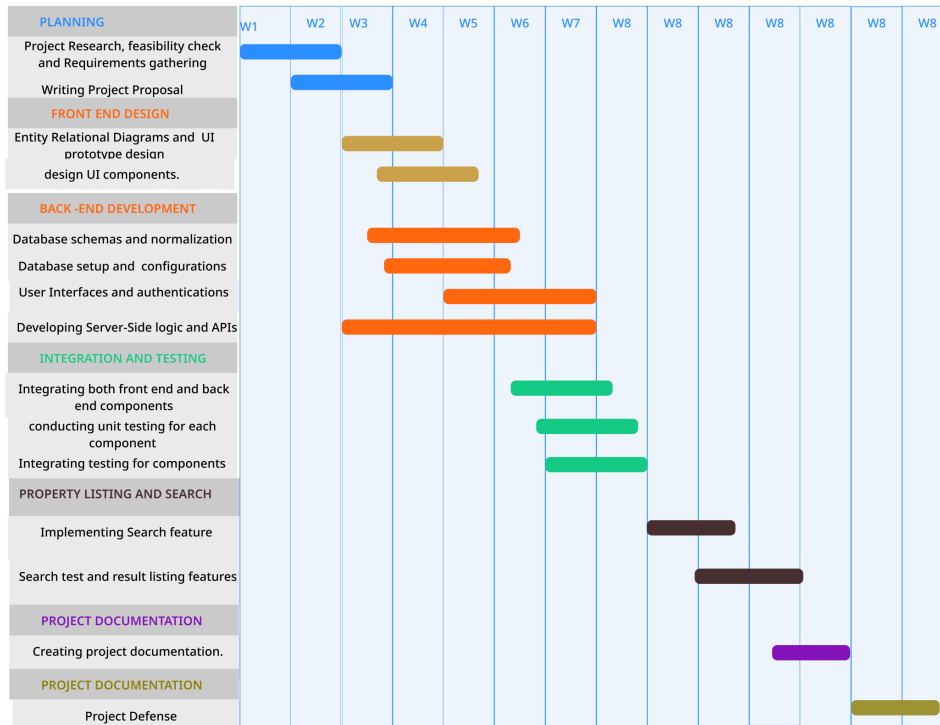 PLANNING
W1
W2
W3
W4
W5
W6
W7
W8
W8
W8
W8
W8
W8
W8
Project Research, feasibility check
and Requirements gathering
Writing Project Proposal
FRONT END DESIGN
Entity Relational Diagrams and UI
prototype design
design UI components.
BACK -END DEVELOPMENT
Database schemas and normalization
Database setup and configurations
User Interfaces and authentications
Developing Server-Side logic and APIs
INTEGRATION AND TESTING
Integrating both front end and back
end components
conducting unit testing for each
component
Integrating testing for components
PROPERTY LISTING AND SEARCH
Implementing Search feature
Search test and result listing features
PROJECT DOCUMENTATION
Creating project documentation.
PROJECT DOCUMENTATION
Project Defense